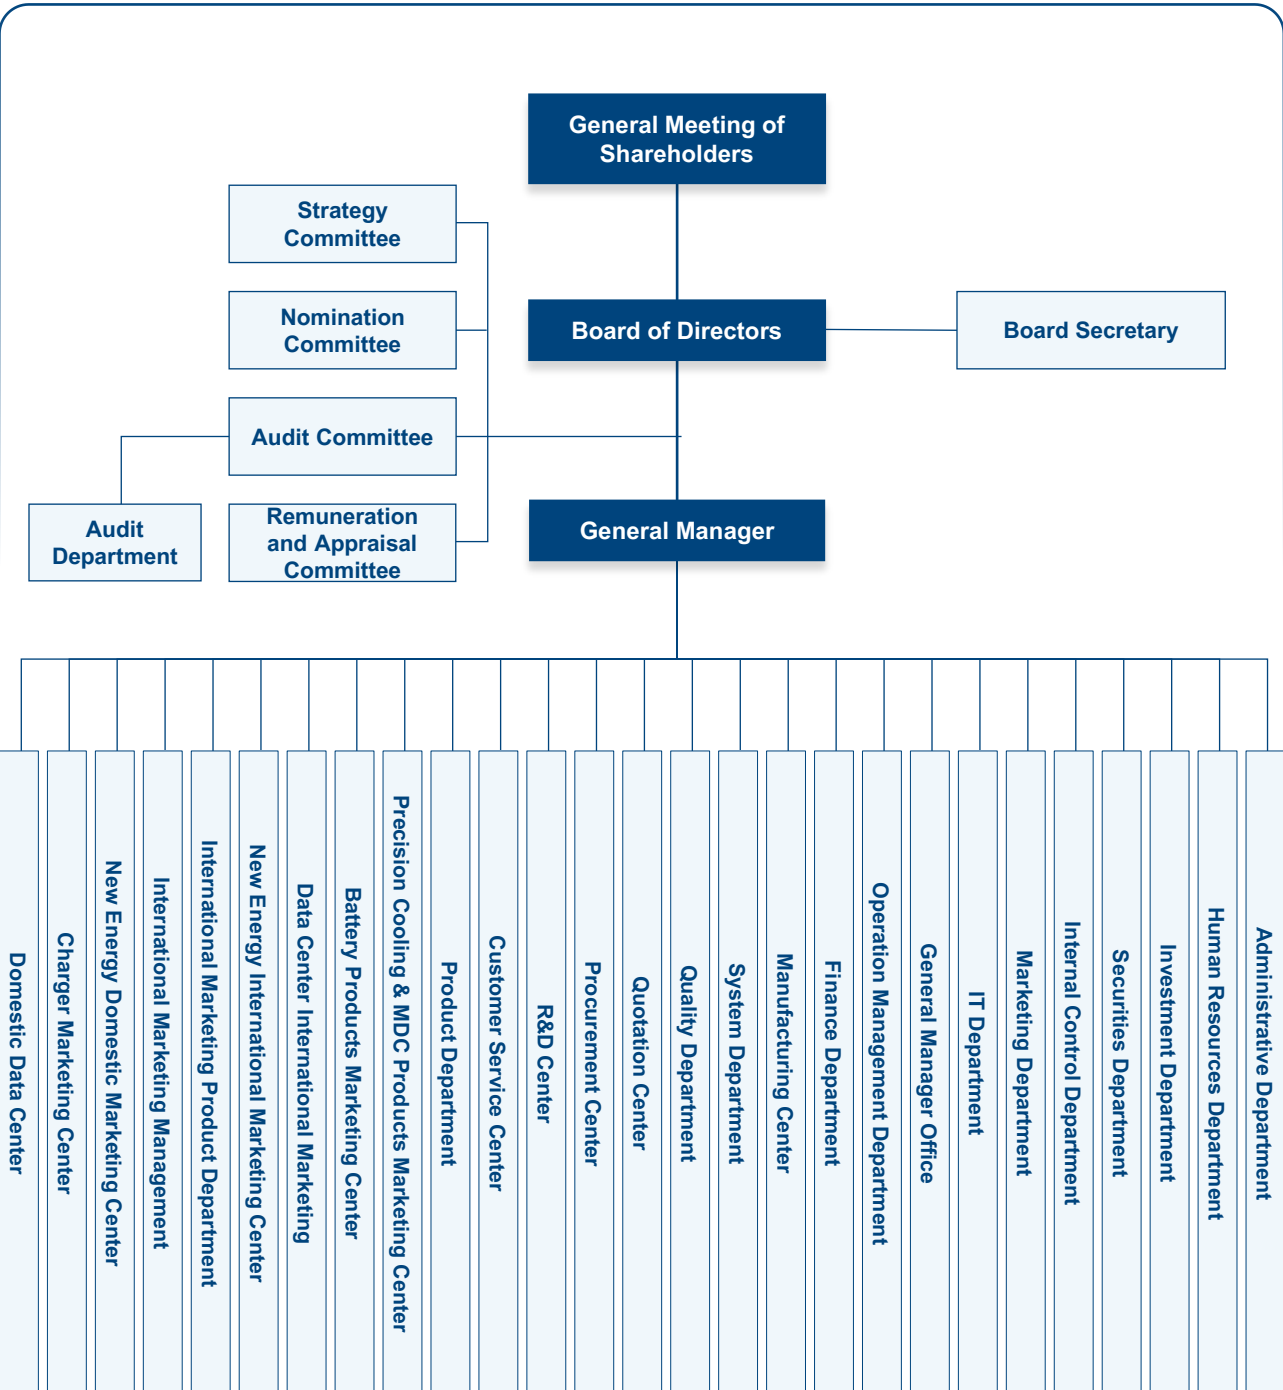 General Meeting of
Shareholders
Strategy
Committee
Nomination
Committee
Board of Directors
Board Secretary
Audit Committee
Audit
Department
Remuneration
and Appraisal
Committee
General Manager
Domestic Data Center
Charger Marketing Center
New Energy Domestic Marketing Center
International Marketing Management
International Marketing Product Department
New Energy International Marketing Center
Data Center International Marketing
Battery Products Marketing Center
Precision Cooling & MDC Products Marketing Center
Product Department
Customer Service Center
R&D Center
Procurement Center
Quotation Center
Quality Department
System Department
Manufacturing Center
Finance Department
Operation Management Department
General Manager Office
IT Department
Marketing Department
Internal Control Department
Securities Department
Investment Department
Human Resources Department
Administrative Department